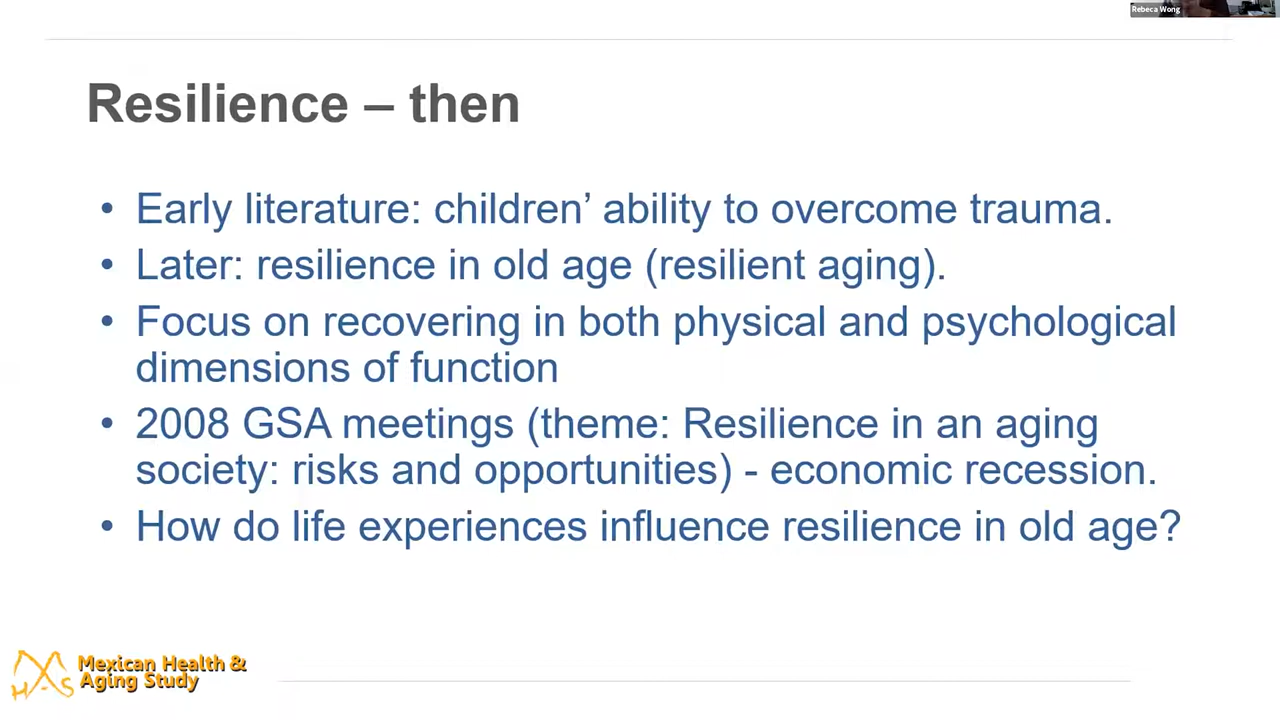 Rebeca Wong
Resilience – then
• Early literature: children’ ability to overcome trauma.
• Later: resilience in old age (resilient aging).
• Focus on recovering in both physical and psychological
dimensions of function
• 2008 GSA meetings (theme: Resilience in an aging
society: risks and opportunities) - economic recession.
• How do life experiences influence resilience in old age?
MHAS
Mexican Health &
Aging Study